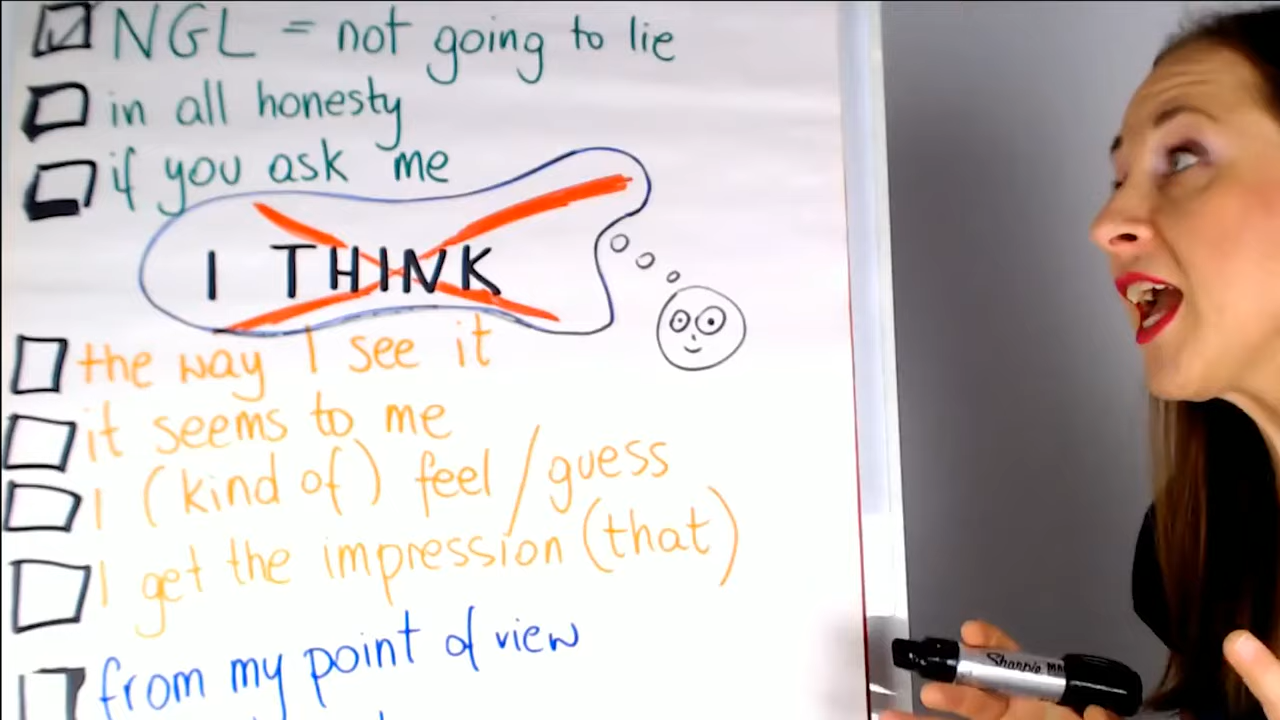 NGL = not going to lie
in all honesty
if you ask me
I THINK
the way I see it
it seems to me
I (kind of) feel / guess
I get the impression (that)
from my point of view
Sharpie